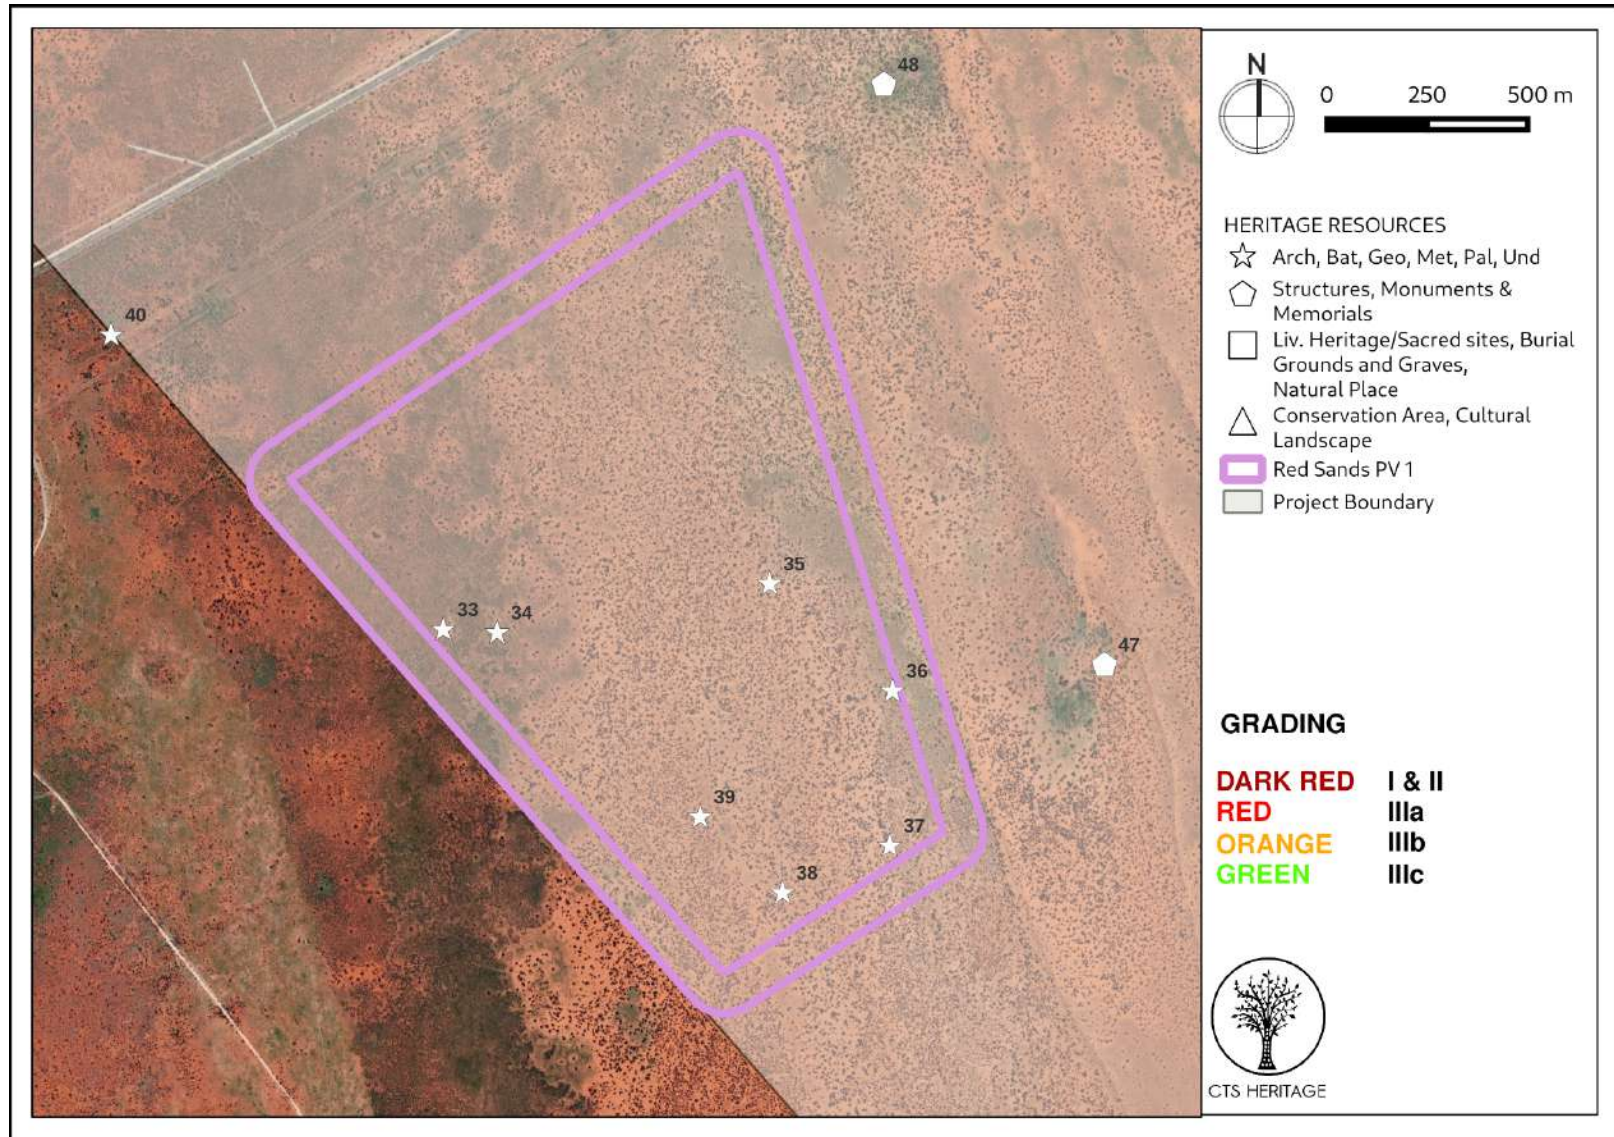 48
40
35
33
34
47
36
39
37
38
N
0 250 500 m
HERITAGE RESOURCES
Arch, Bat, Geo, Met, Pal, Und
Structures, Monuments &
Memorials
Liv. Heritage/Sacred sites, Burial
Grounds and Graves,
Natural Place
Conservation Area, Cultural
Landscape
Red Sands PV 1
Project Boundary
GRADING
DARK RED I & II
RED IIIa
ORANGE IIIb
GREEN IIIc
CTS HERITAGE